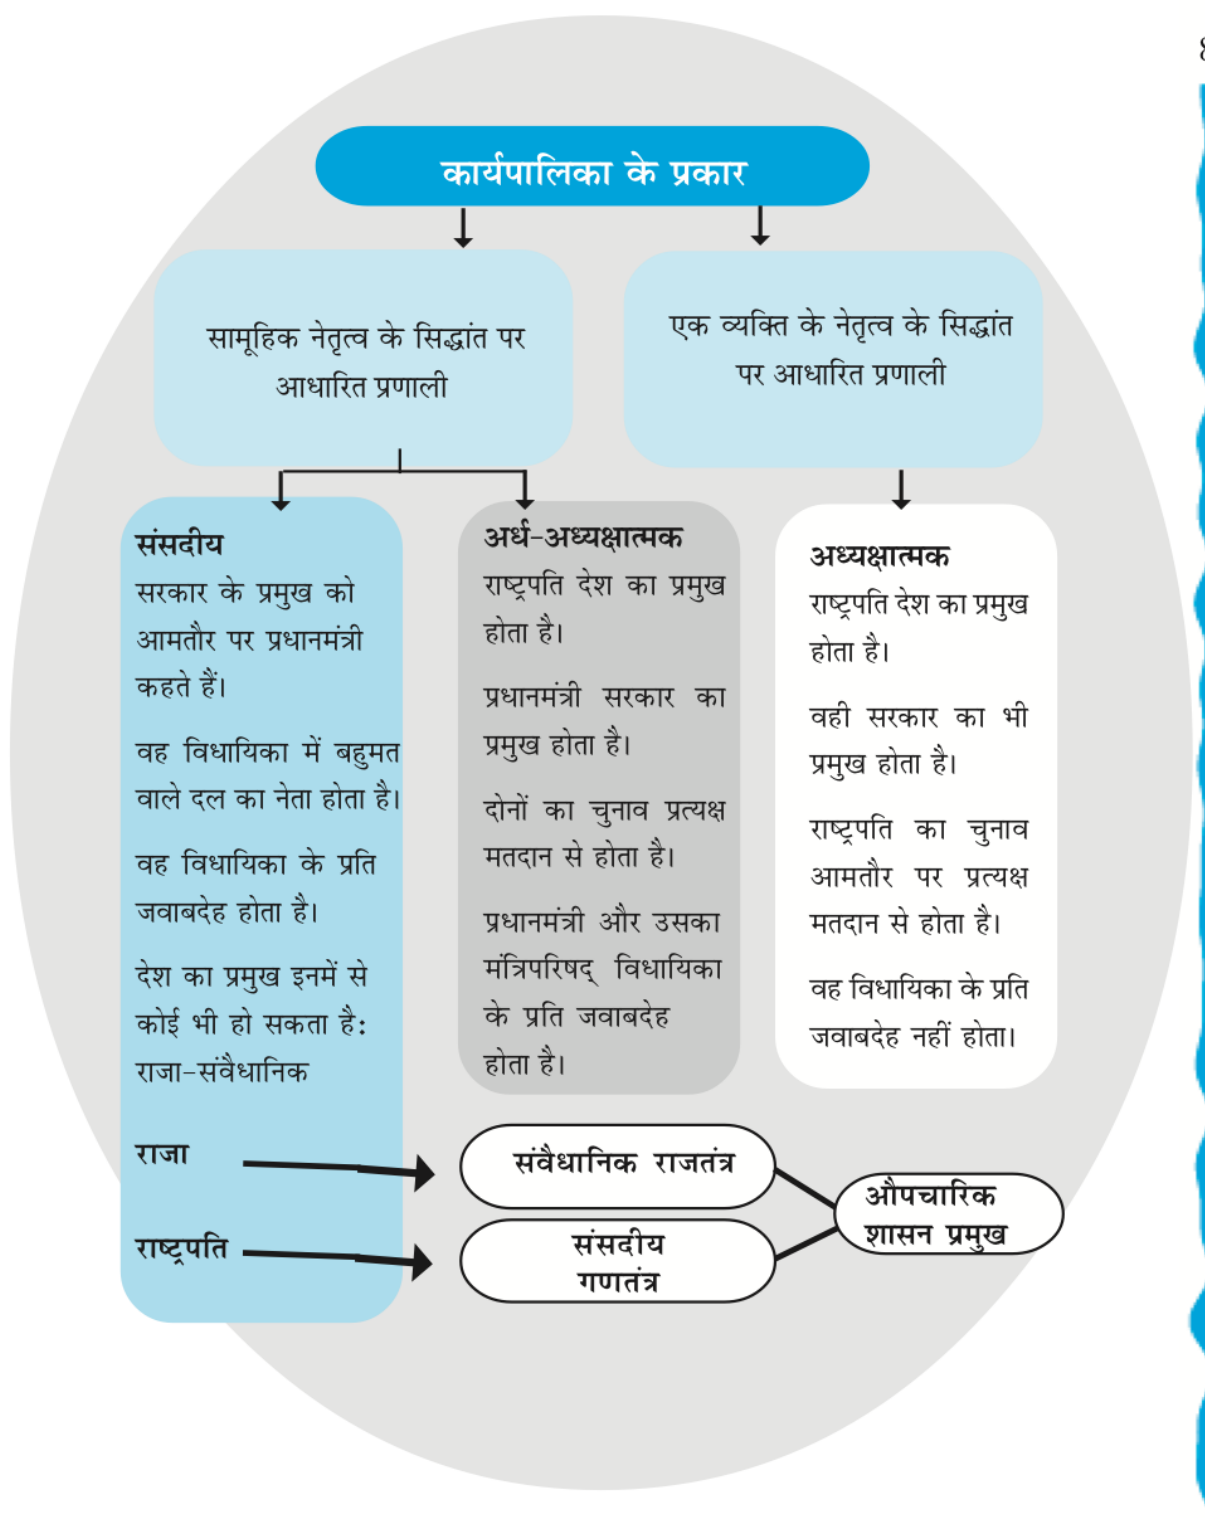 कार्यपालिका के प्रकार
सामूहिक नेतृत्व के सिद्धांत पर
आधारित प्रणाली
एक व्यक्ति के नेतृत्व के सिद्धांत
पर आधारित प्रणाली
संसदीय
सरकार के प्रमुख को
आमतौर पर प्रधानमंत्री
कहते हैं।
वह विधायिका में बहुमत
वाले दल का नेता होता है।
वह विधायिका के प्रति
जवाबदेह होता है।
देश का प्रमुख इनमें से
कोई भी हो सकता है:
राजा-संवैधानिक
राजा
राष्ट्रपति
अर्ध-अध्यक्षात्मक
राष्ट्रपति देश का प्रमुख
होता है।
प्रधानमंत्री सरकार का
प्रमुख होता है।
दोनों का चुनाव प्रत्यक्ष
मतदान से होता है।
प्रधानमंत्री और उसका
मंत्रिपरिषद् विधायिका
के प्रति जवाबदेह
होता है।
अध्यक्षात्मक
राष्ट्रपति देश का प्रमुख
होता है।
वही सरकार का भी
प्रमुख होता है।
राष्ट्रपति का चुनाव
आमतौर पर प्रत्यक्ष
मतदान से होता है।
वह विधायिका के प्रति
जवाबदेह नहीं होता।
संवैधानिक राजतंत्र
संसदीय
गणतंत्र
औपचारिक
शासन प्रमुख